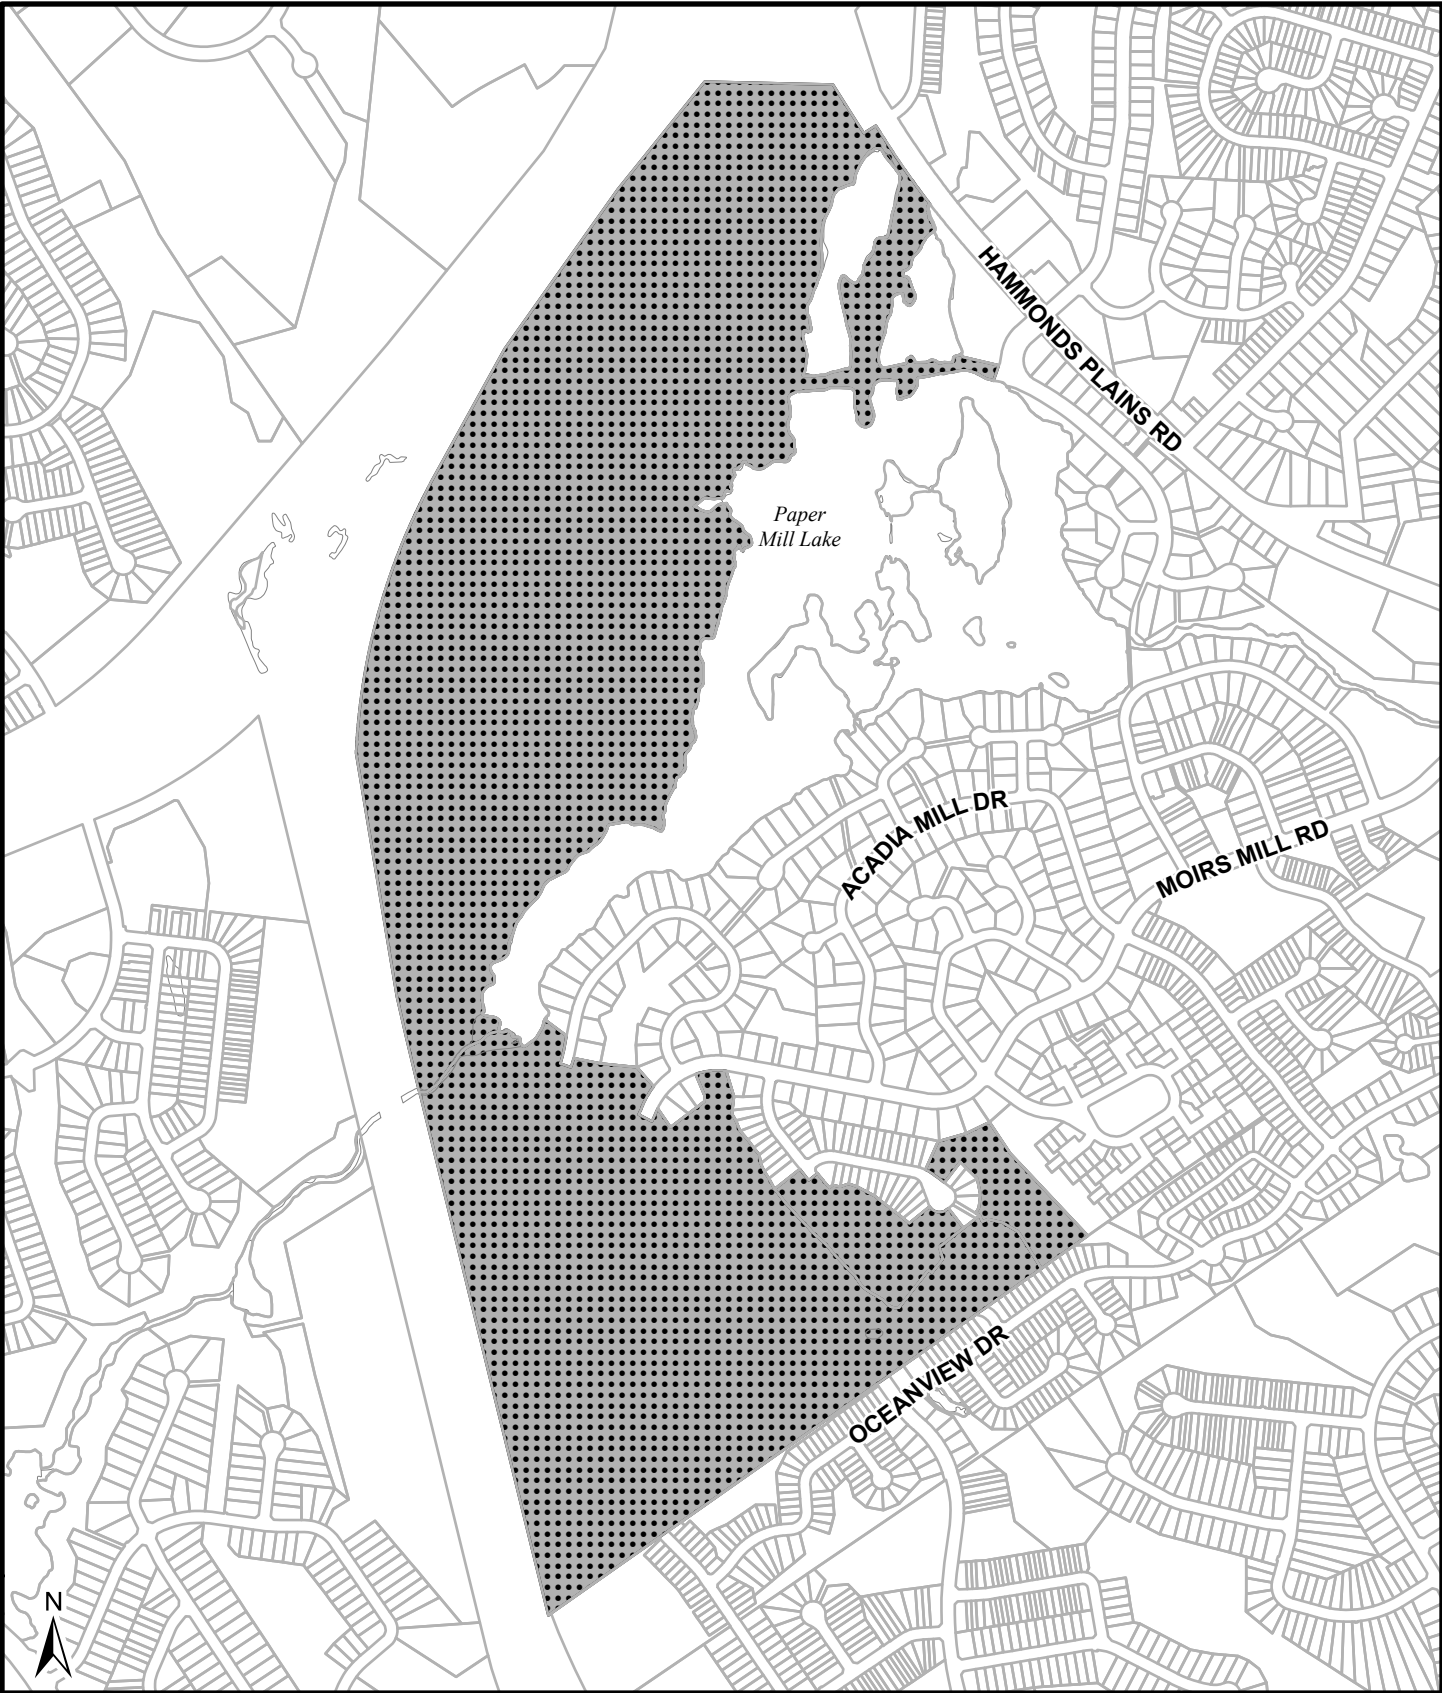 HAMMONDS PLAINS RD
Paper
Mill Lake
ACADIA MILL DR
MOIRS MILL RD
OCEANVIEW DR
N